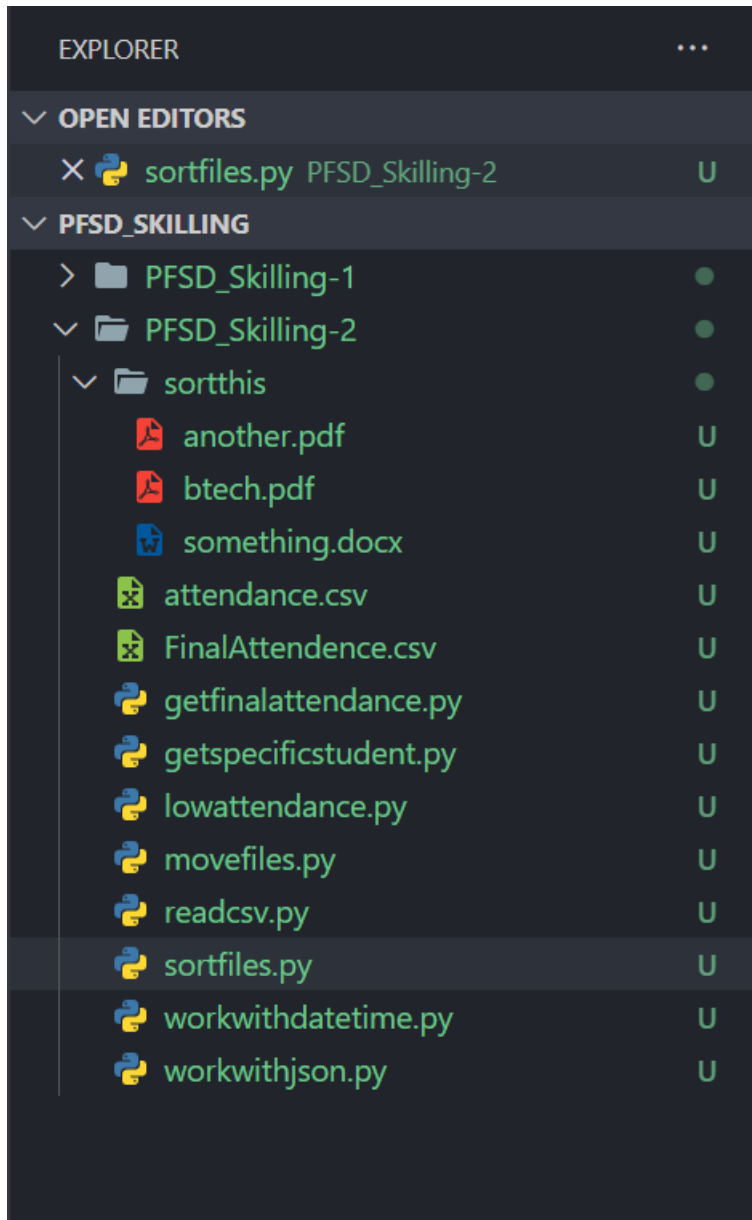 EXPLORER ···
OPEN EDITORS
sortfiles.py PFSD_Skilling-2 U
PFSD_SKILLING
PFSD_Skilling-1
PFSD_Skilling-2
sortthis
another.pdf U
btech.pdf U
something.docx U
attendance.csv U
FinalAttendence.csv U
getfinalattendance.py U
getspecificstudent.py U
lowattendance.py U
movefiles.py U
readcsv.py U
sortfiles.py U
workwithdatetime.py U
workwithjson.py U